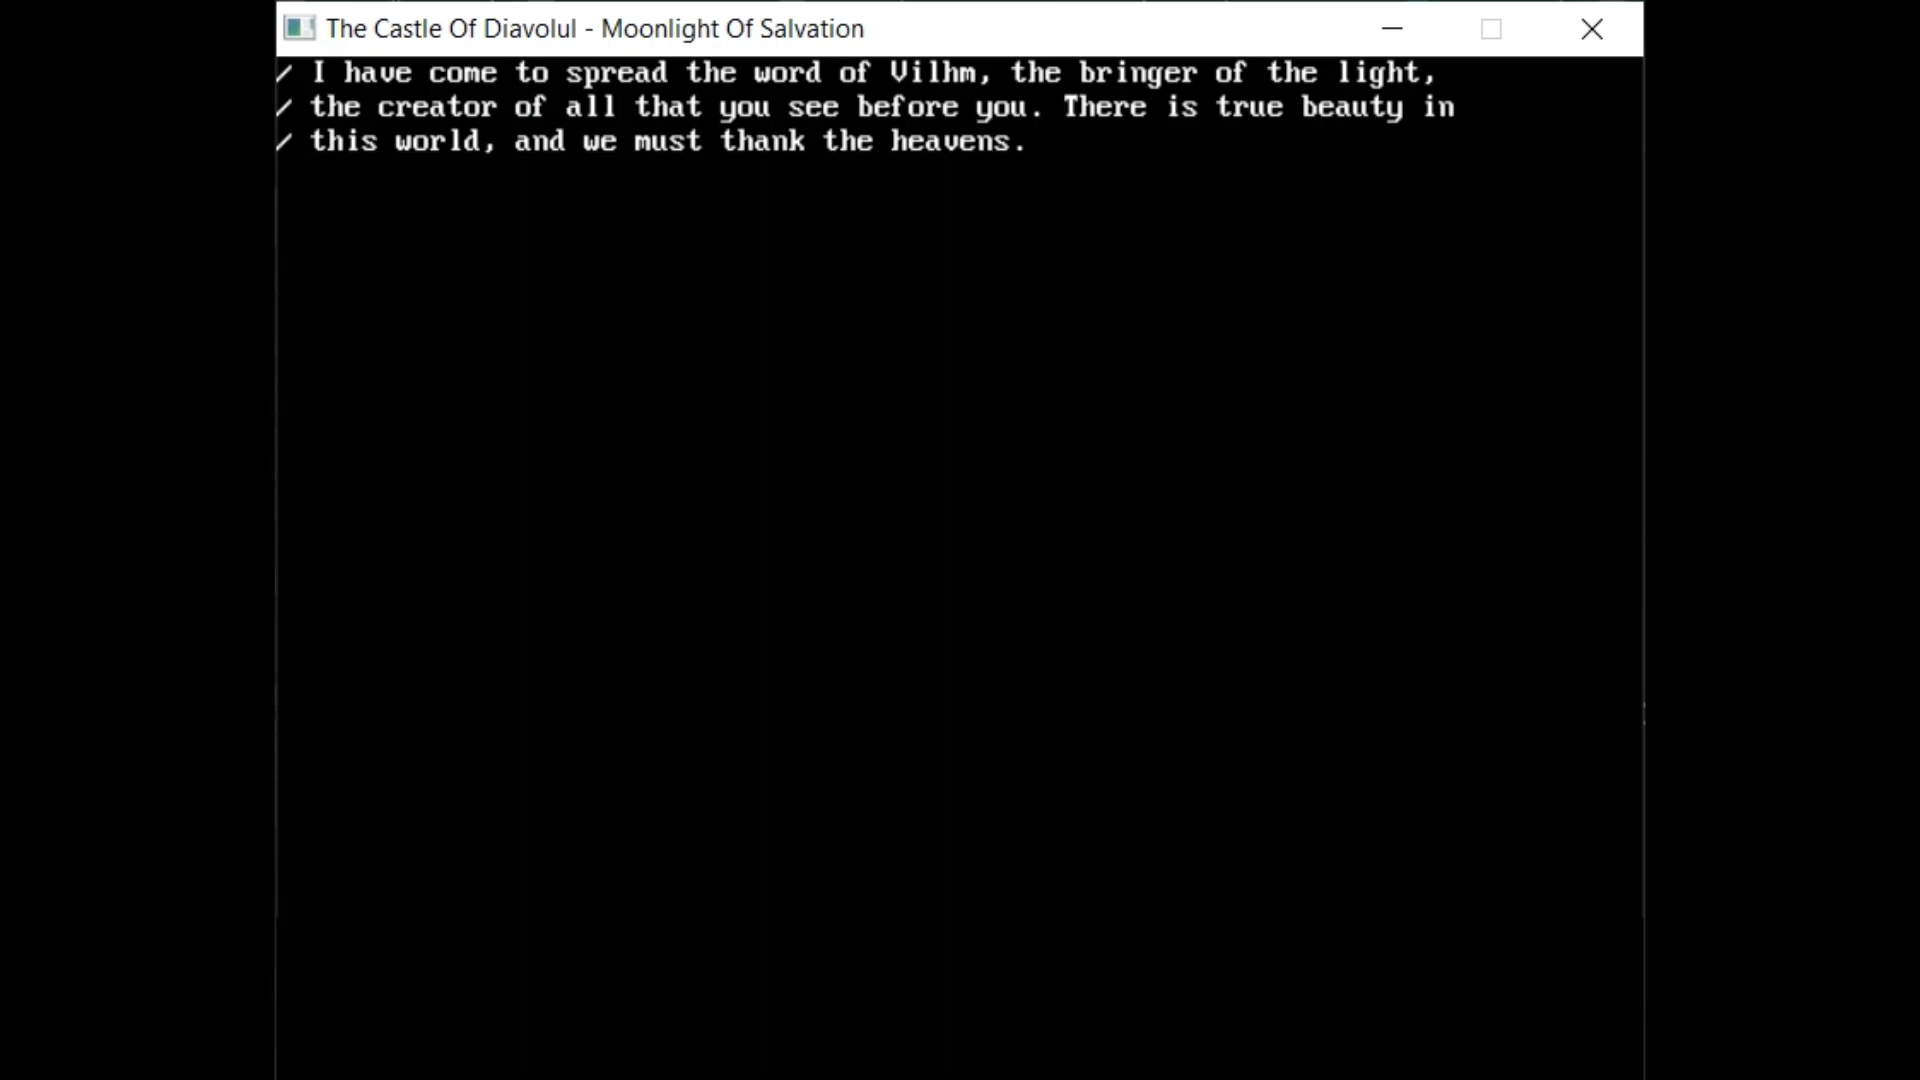 The Castle Of Diavolul - Moonlight Of Salvation
/ I have come to spread the word of Vilhm, the bringer of the light,
/ the creator of all that you see before you. There is true beauty in
/ this world, and we must thank the heavens.